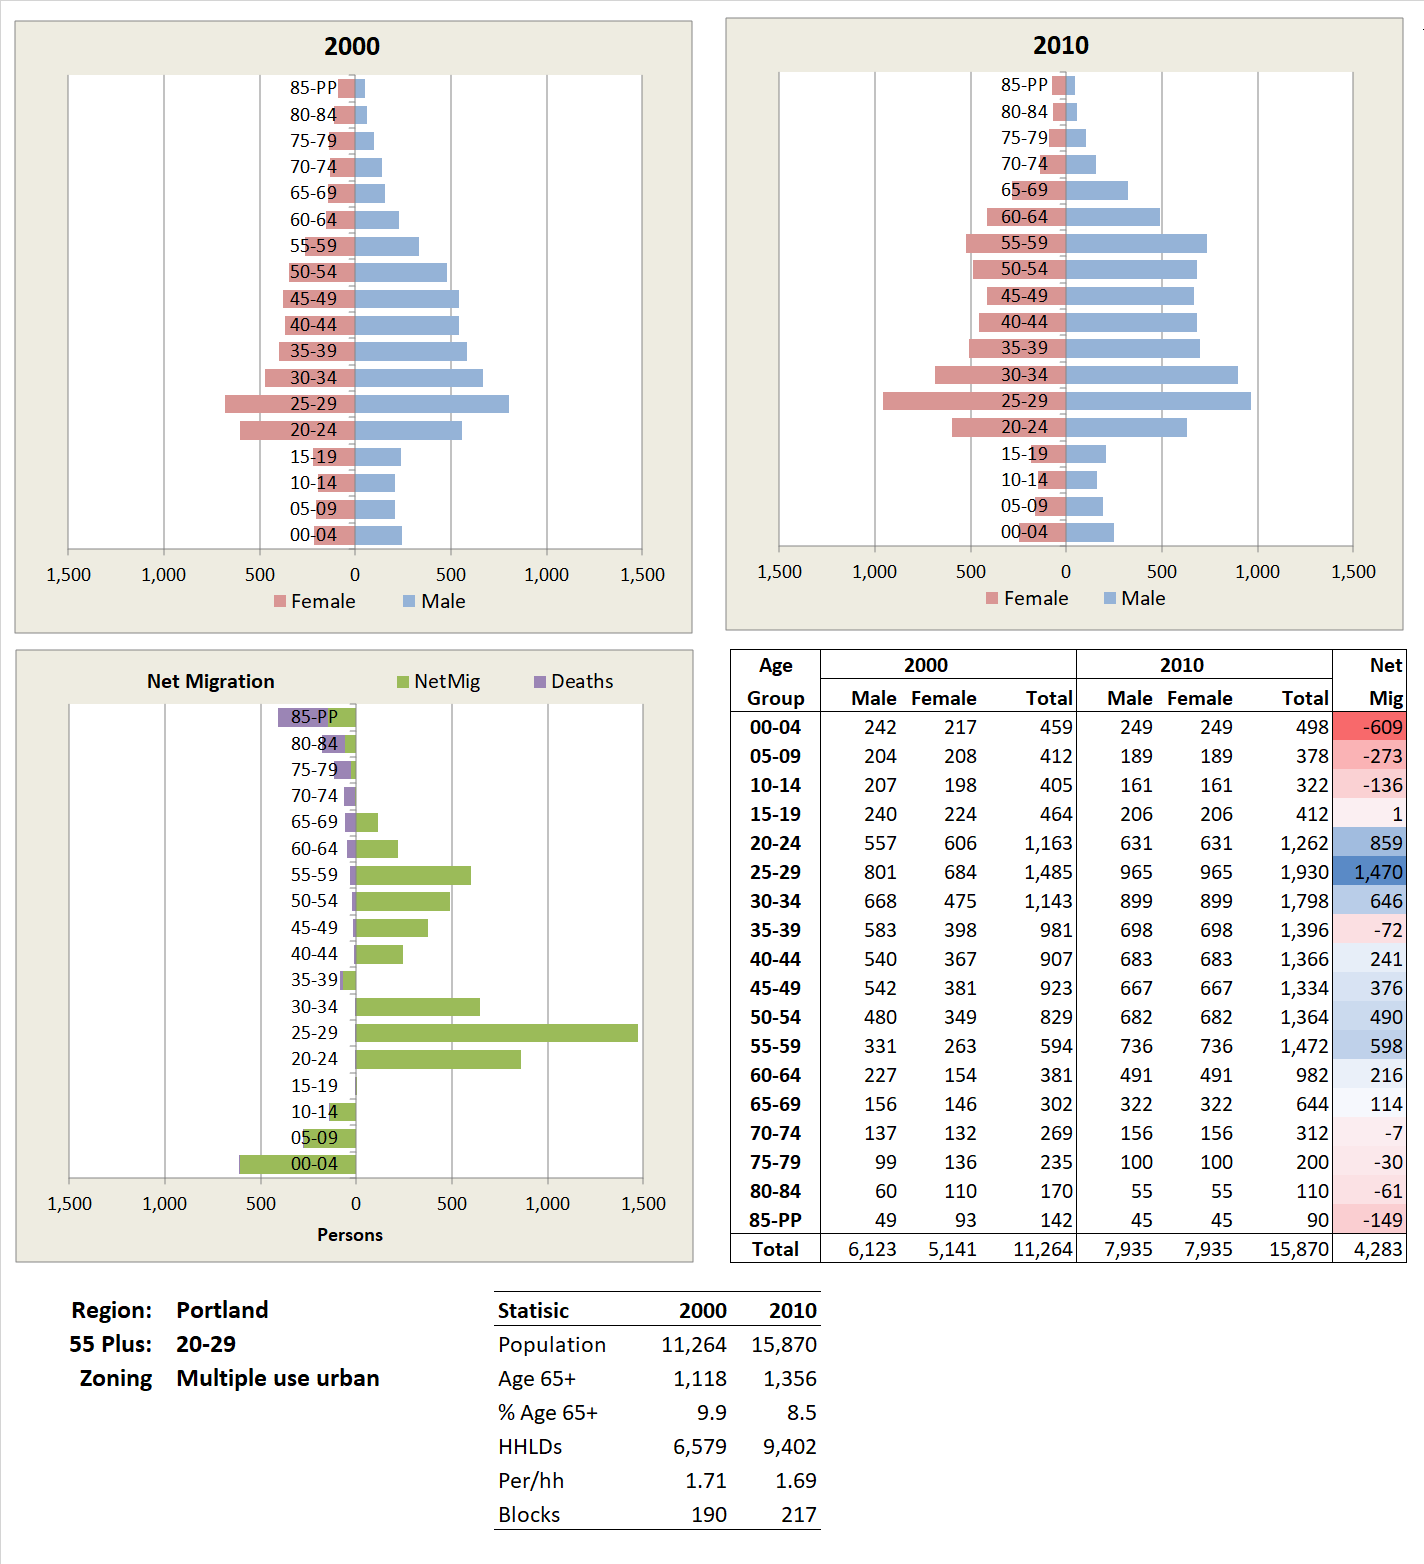 2000
85-PP
80-84
75-79
70-74
65-69
60-64
55-59
50-54
45-49
40-44
35-39
30-34
25-29
20-24
15-19
10-14
05-09
00-04
1,500 1,000 500 0 500 1,000 1,500
Female Male
2010
85-PP
80-84
75-79
70-74
65-69
60-64
55-59
50-54
45-49
40-44
35-39
30-34
25-29
20-24
15-19
10-14
05-09
00-04
1,500 1,000 500 0 500 1,000 1,500
Female Male
Net Migration NetMig Deaths
85-PP
80-84
75-79
70-74
65-69
60-64
55-59
50-54
45-49
40-44
35-39
30-34
25-29
20-24
15-19
10-14
05-09
00-04
1,500 1,000 500 0 500 1,000 1,500
Persons
Age 2000 2010 Net
Group Male Female Total Male Female Total Mig
00-04 242 217 459 249 249 498 -609
05-09 204 208 412 189 189 378 -273
10-14 207 198 405 161 161 322 -136
15-19 240 224 464 206 206 412 1
20-24 557 606 1,163 631 631 1,262 859
25-29 801 684 1,485 965 965 1,930 1,470
30-34 668 475 1,143 899 899 1,798 646
35-39 583 398 981 698 698 1,396 -72
40-44 540 367 907 683 683 1,366 241
45-49 542 381 923 667 667 1,334 376
50-54 480 349 829 682 682 1,364 490
55-59 331 263 594 736 736 1,472 598
60-64 227 154 381 491 491 982 216
65-69 156 146 302 322 322 644 114
70-74 137 132 269 156 156 312 -7
75-79 99 136 235 100 100 200 -30
80-84 60 110 170 55 55 110 -61
85-PP 49 93 142 45 45 90 -149
Total 6,123 5,141 11,264 7,935 7,935 15,870 4,283
Region: Portland
55 Plus: 20-29
Zoning Multiple use urban
Statisic 2000 2010
Population 11,264 15,870
Age 65+ 1,118 1,356
% Age 65+ 9.9 8.5
HHLDs 6,579 9,402
Per/hh 1.71 1.69
Blocks 190 217